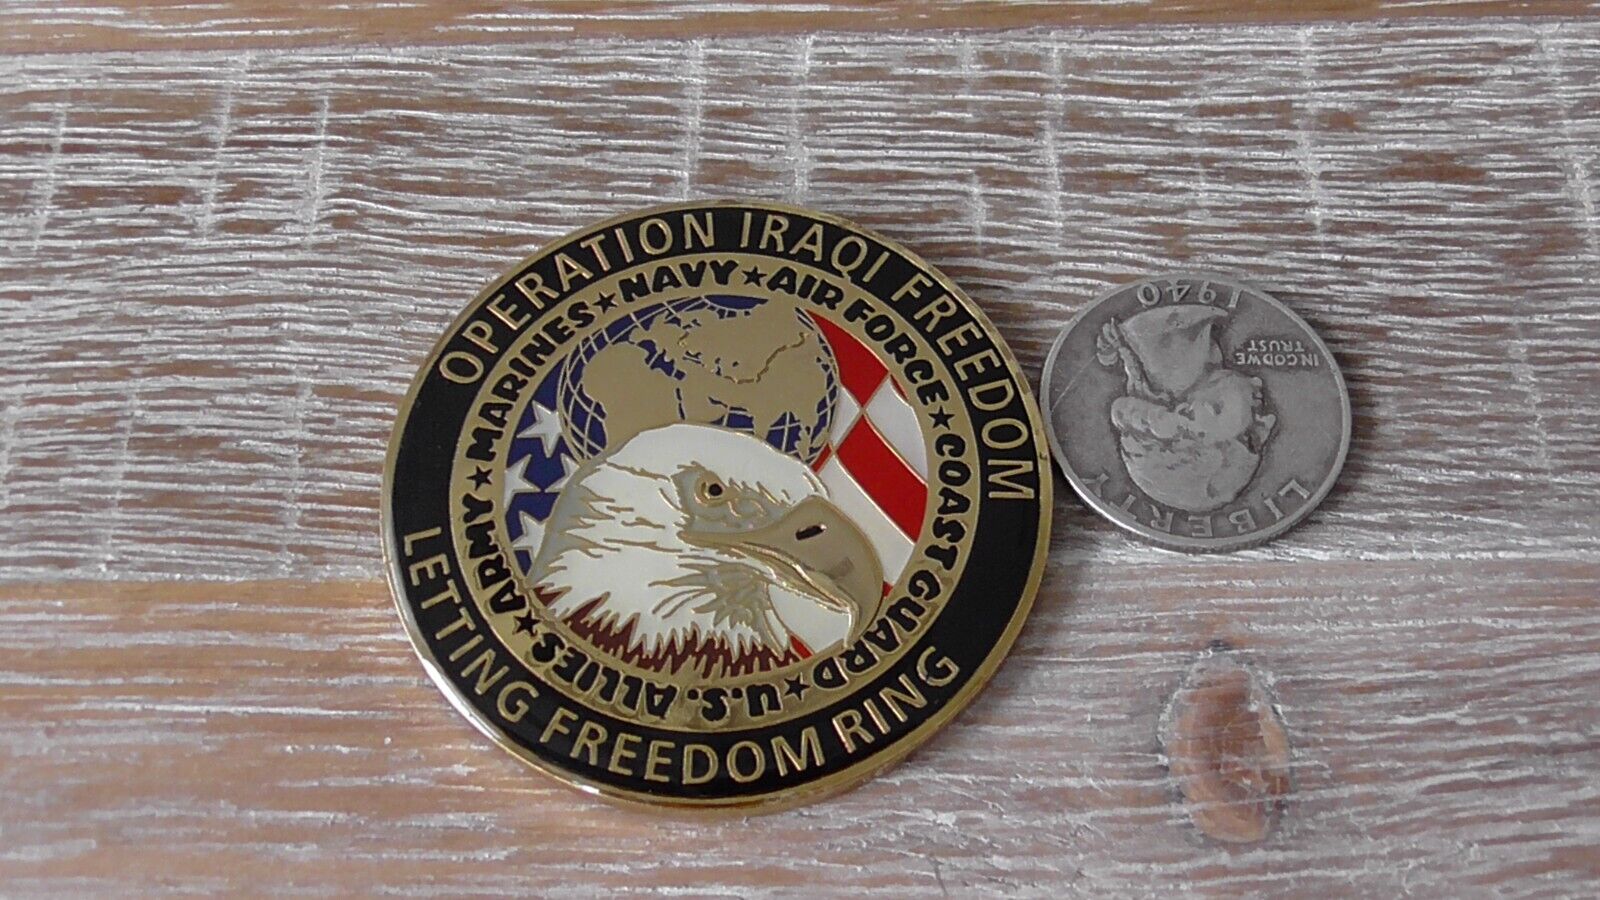 OPERATION IRAQI FREEDOM
ARMY★MARINES★NAVY★AIR FORCE★COAST GUARD★U.S. ALLIES★
LETTING FREEDOM RING
LIBERTY
IN GOD WE
TRUST
1940